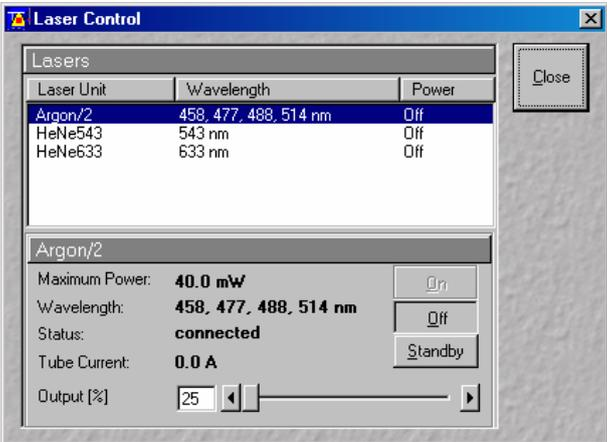 Laser Control
Lasers
Close
Laser Unit Wavelength Power
Argon/2 458, 477, 488, 514 nm Off
HeNe543 543 nm Off
HeNe633 633 nm Off
Argon/2
Maximum Power: 40.0 mW On
Wavelength: 458, 477, 488, 514 nm Off
Status: connected
Standby
Tube Current: 0.0 A
Output [%] 25